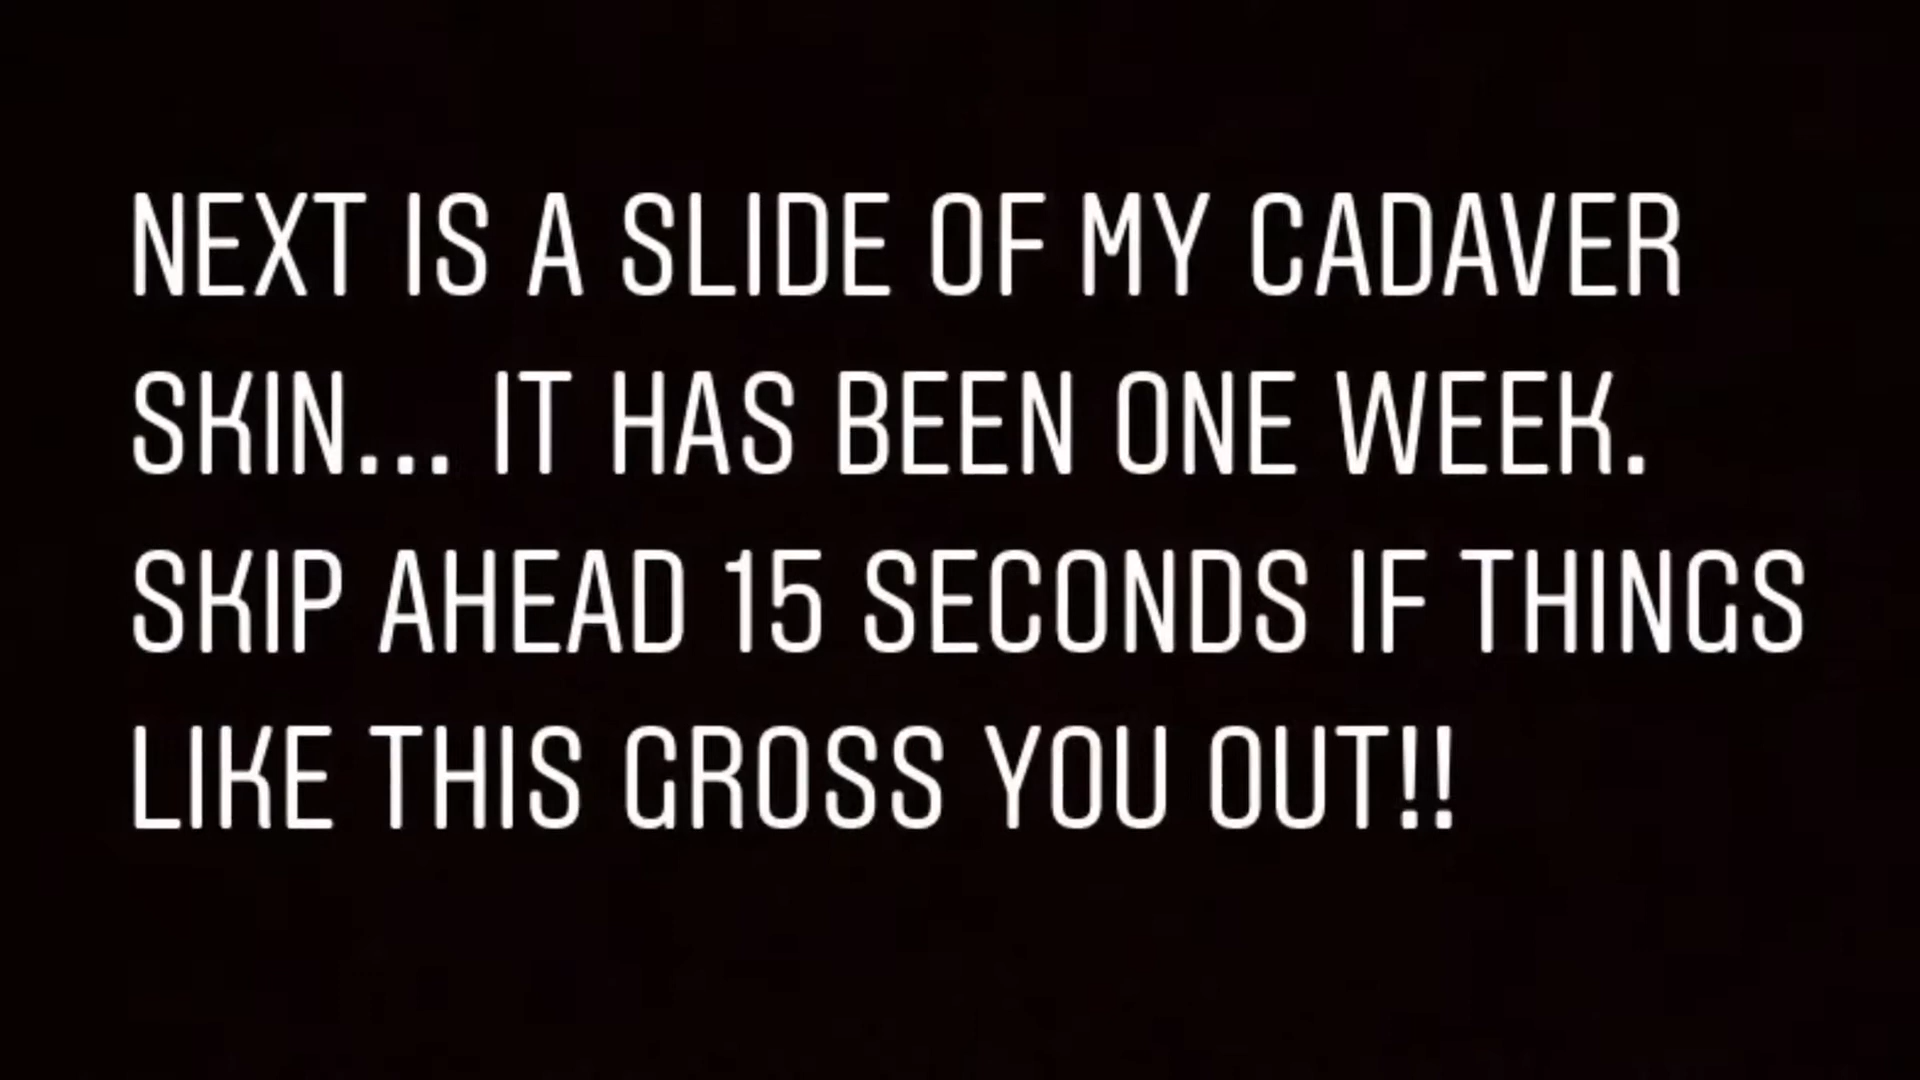 NEXT IS A SLIDE OF MY CADAVER
SKIN... IT HAS BEEN ONE WEEK.
SKIP AHEAD 15 SECONDS IF THINGS
LIKE THIS GROSS YOU OUT!!